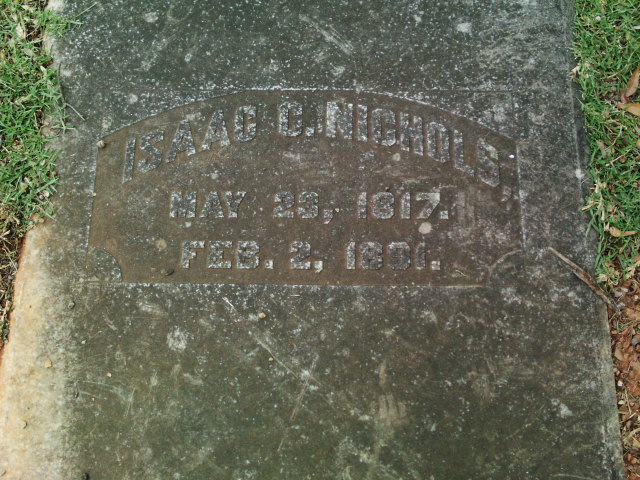 ISAAC C. NICHOLS,
MAY 23, 1817.
FEB. 2, 1891.